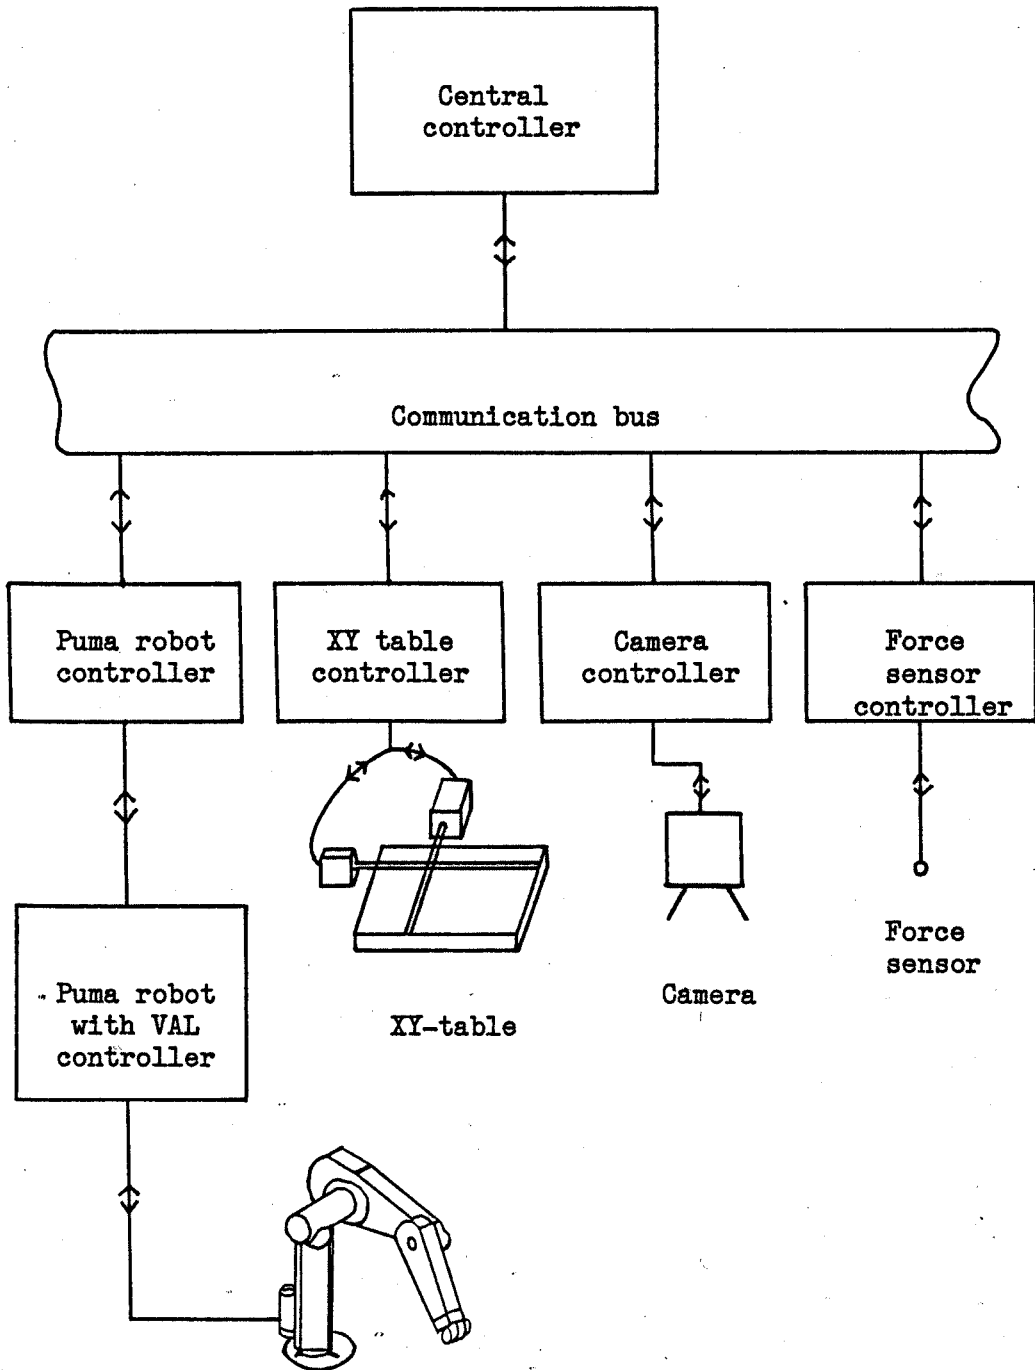 Central
controller
Communication bus
Puma robot
controller
XY table
controller
Camera
controller
Force
sensor
controller
Force
sensor
Camera
XY-table
Puma robot
with VAL
controller